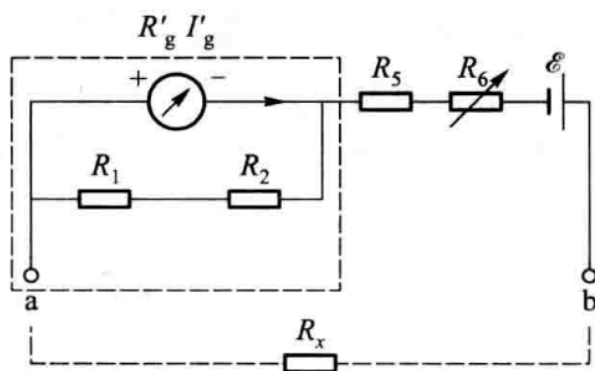 R'g I'g
+ −
R5 R6 ℰ
R1 R2
a b
Rx